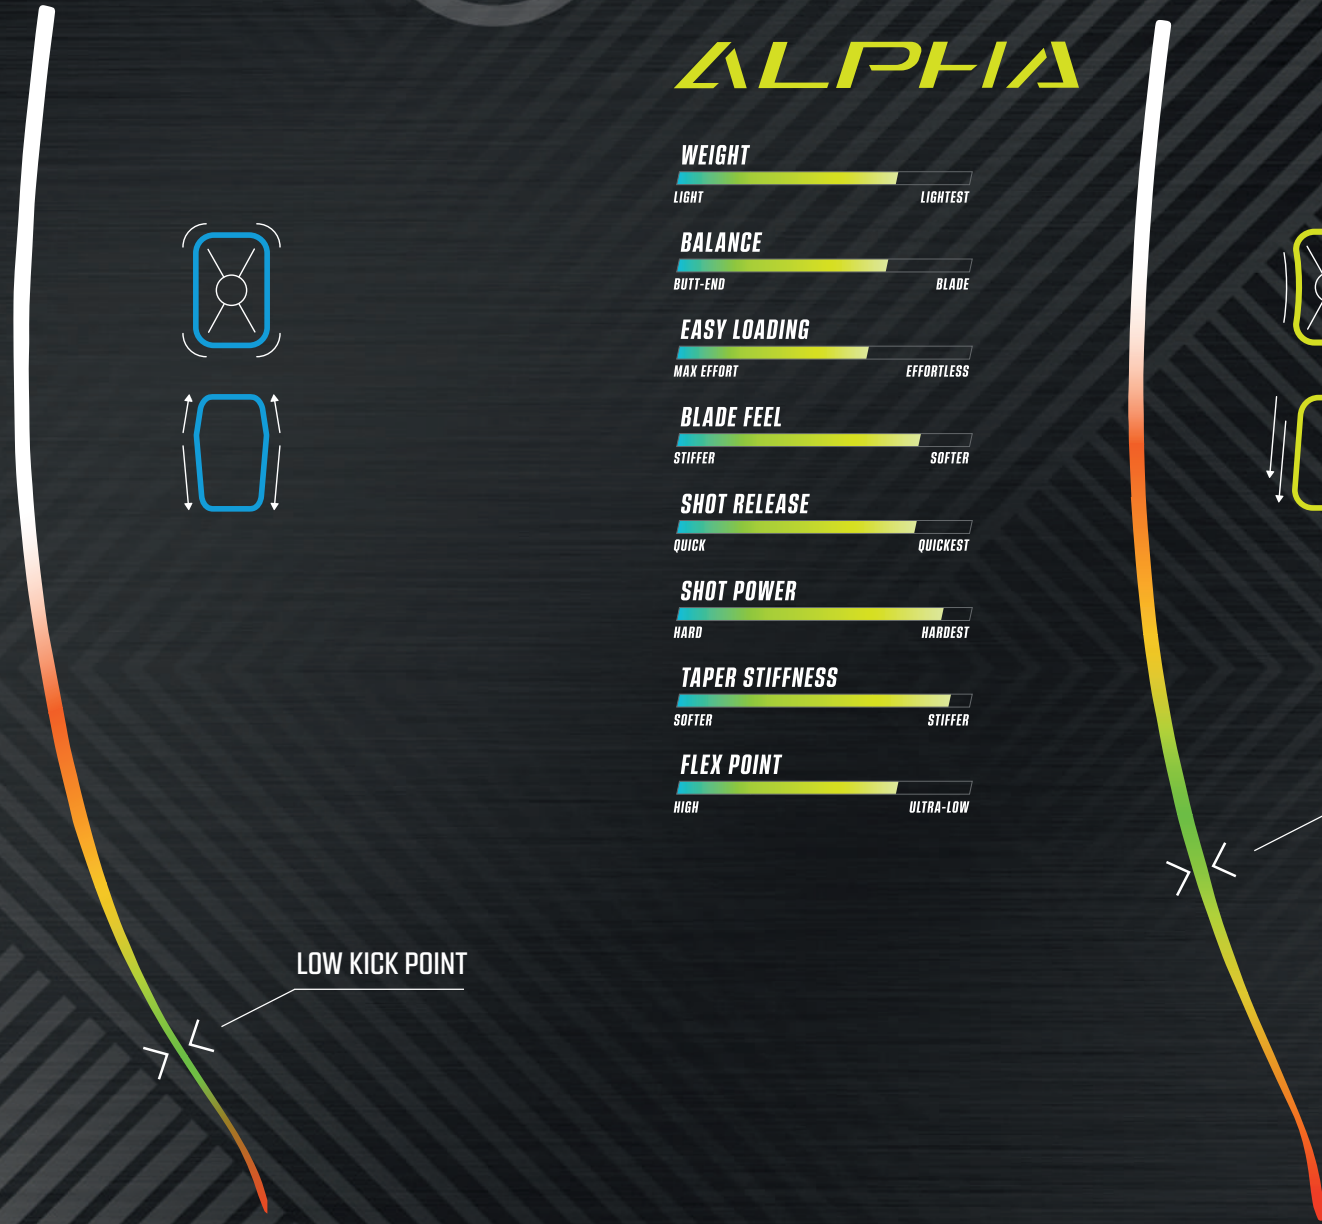 ALPHA
WEIGHT
LIGHT LIGHTEST
BALANCE
BUTT-END BLADE
EASY LOADING
MAX EFFORT EFFORTLESS
BLADE FEEL
STIFFER SOFTER
SHOT RELEASE
QUICK QUICKEST
SHOT POWER
HARD HARDEST
TAPER STIFFNESS
SOFTER STIFFER
FLEX POINT
HIGH ULTRA-LOW
LOW KICK POINT